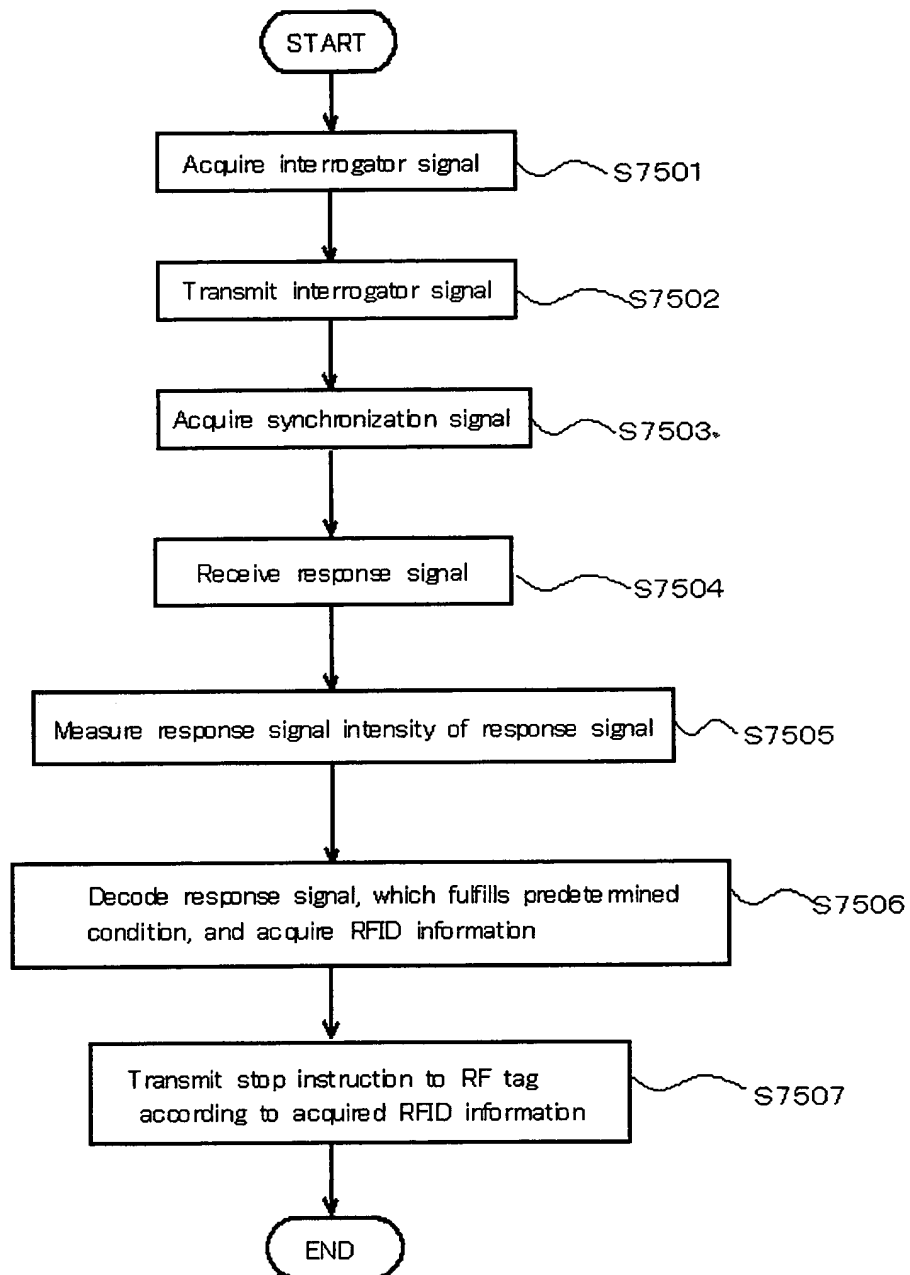 START
Acquire interrogator signal
S7501
Transmit interrogator signal
S7502
Acquire synchronization signal
S7503
Receive response signal
S7504
Measure response signal intensity of response signal
S7505
Decode response signal, which fulfills predetermined
condition, and acquire RFID information
S7506
Transmit stop instruction to RF tag
according to acquired RFID information
S7507
END